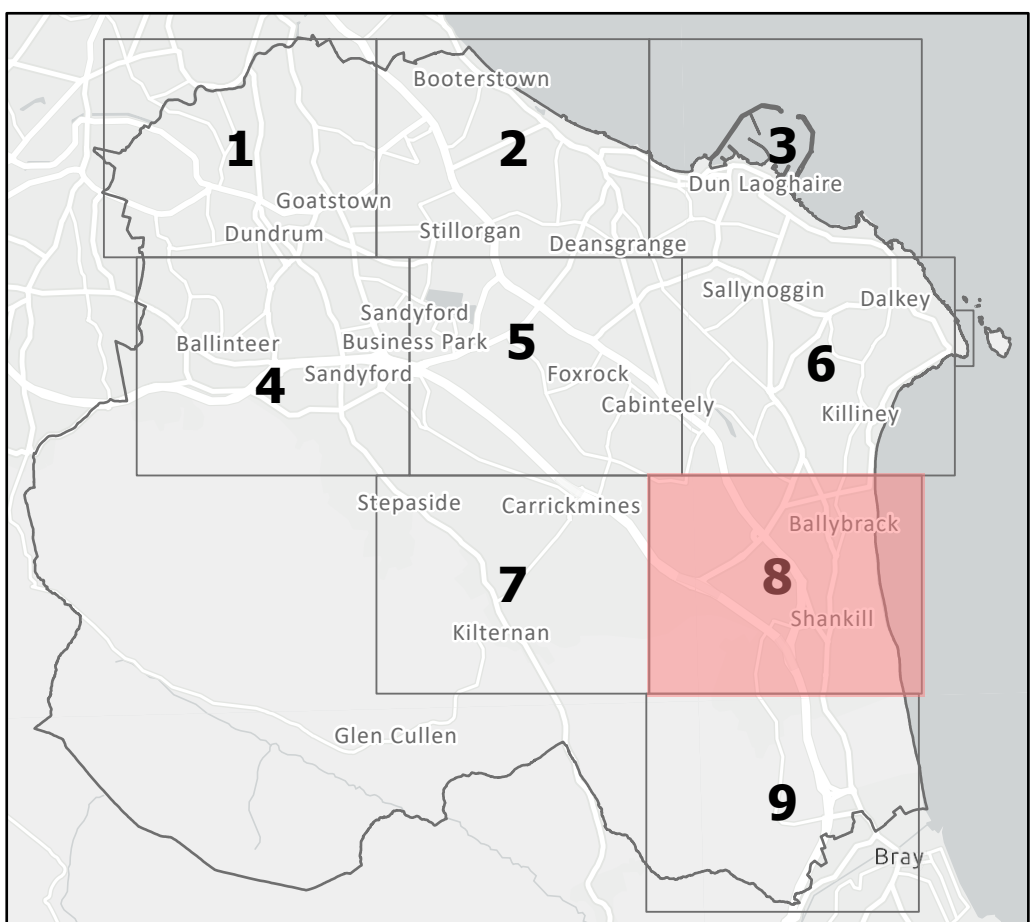 Booterstown
1
2
3
Dun Laoghaire
Goatstown
Dundrum
Stillorgan
Deansgrange
Sallynoggin
Dalkey
Sandyford
Business Park
Ballinteer
5
6
4
Sandyford
Foxrock
Cabinteely
Killiney
Stepaside
Carrickmines
Ballybrack
7
8
Shankill
Kilternan
Glen Cullen
9
Bray